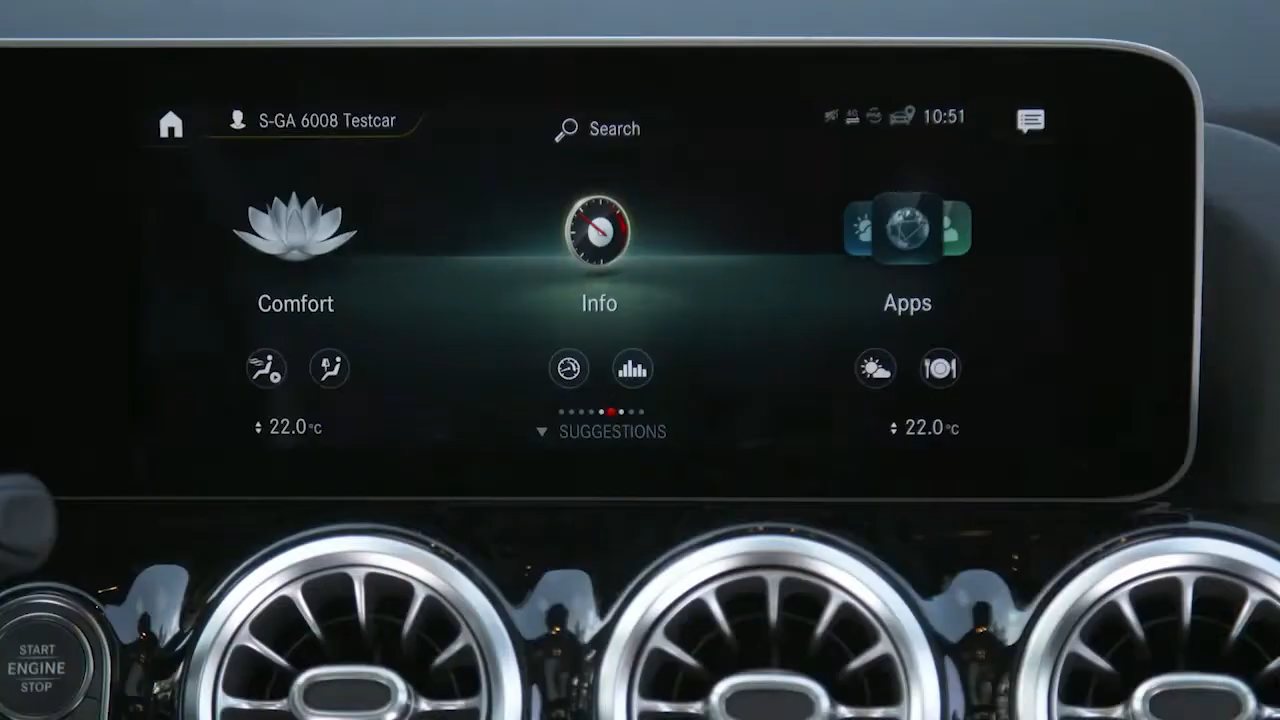 S-GA 6008 Testcar
Search
10:51
Comfort
Info
Apps
22.0°C
SUGGESTIONS
22.0°C
START
ENGINE
STOP